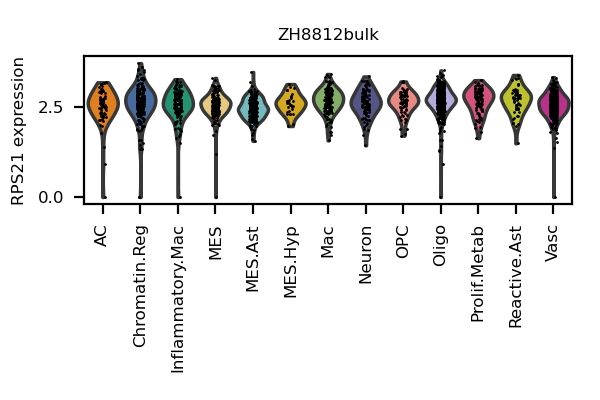 ZH8812bulk
RPS21 expression
2.5
0.0
AC
Chromatin.Reg
Inflammatory.Mac
MES
MES.Ast
MES.Hyp
Mac
Neuron
OPC
Oligo
Prolif.Metab
Reactive.Ast
Vasc